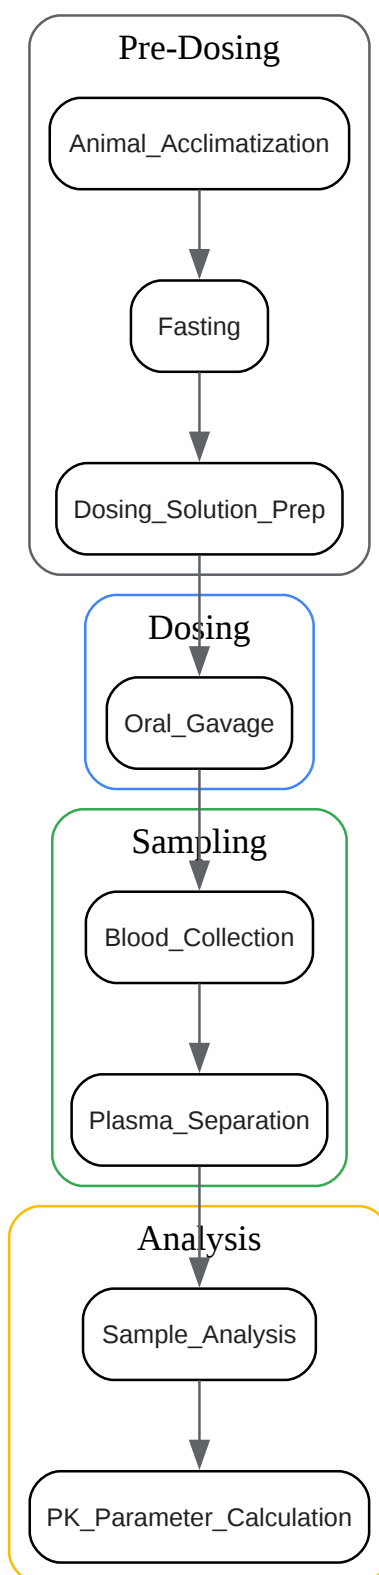 Pre-Dosing
Animal_Acclimatization
Fasting
Dosing_Solution_Prep
Dosing
Oral_Gavage
Sampling
Blood_Collection
Plasma_Separation
Analysis
Sample_Analysis
PK_Parameter_Calculation